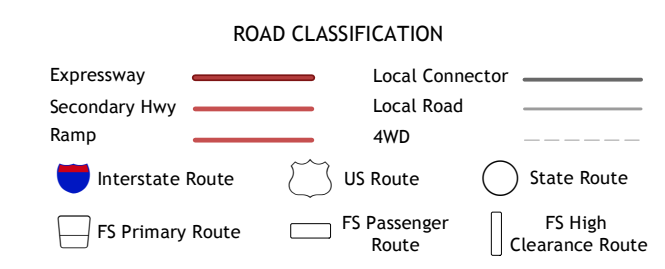 ROAD CLASSIFICATION
Expressway
Local Connector
Secondary Hwy
Local Road
Ramp
4WD
Interstate Route
US Route
State Route
FS Primary Route
FS Passenger
Route
FS High
Clearance Route